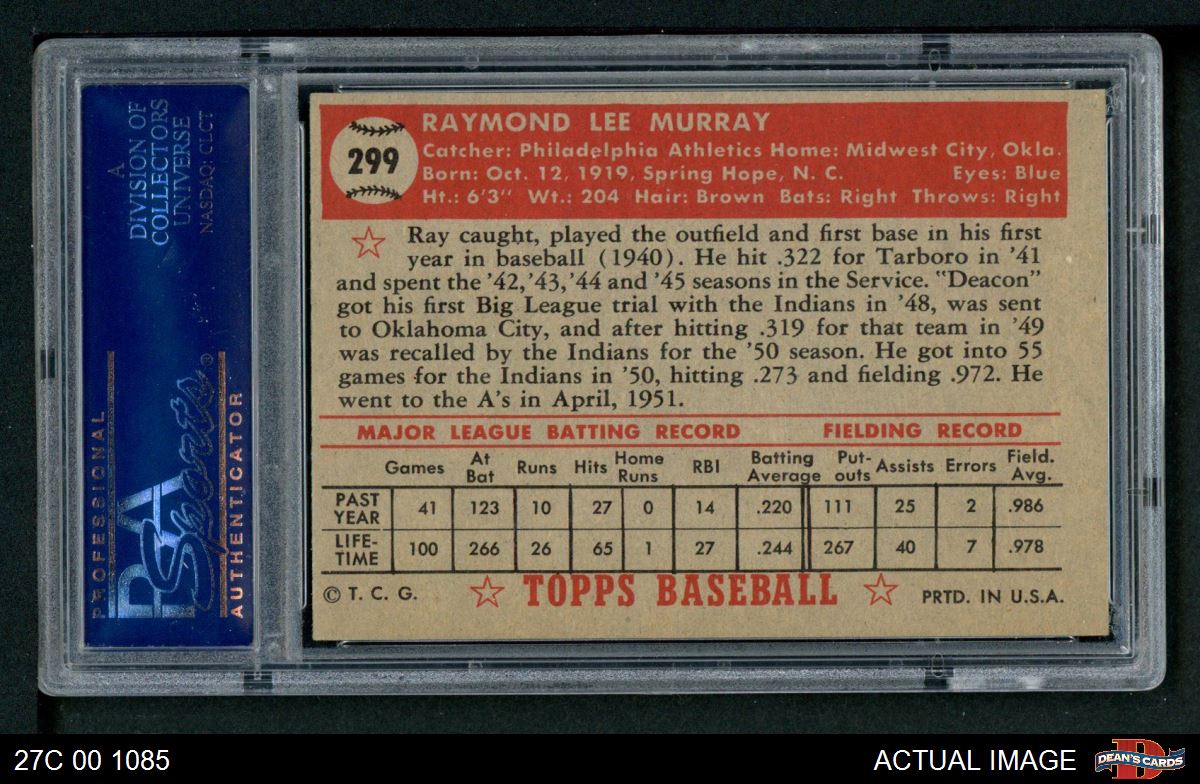 A
DIVISION OF
COLLECTORS
UNIVERSE
NASDAQ: CLCT
PROFESSIONAL
PSA
Sports®
AUTHENTICATOR
299
RAYMOND LEE MURRAY
Catcher: Philadelphia Athletics Home: Midwest City, Okla.
Born: Oct. 12, 1919, Spring Hope, N. C. Eyes: Blue
Ht.: 6'3" Wt.: 204 Hair: Brown Bats: Right Throws: Right
Ray caught, played the outfield and first base in his first
year in baseball (1940). He hit .322 for Tarboro in '41
and spent the '42,'43,'44 and '45 seasons in the Service. "Deacon"
got his first Big League trial with the Indians in '48, was sent
to Oklahoma City, and after hitting .319 for that team in '49
was recalled by the Indians for the '50 season. He got into 55
games for the Indians in '50, hitting .273 and fielding .972. He
went to the A's in April, 1951.
MAJOR LEAGUE BATTING RECORD FIELDING RECORD
Games At Bat Runs Hits Home Runs RBI Batting Average Put-outs Assists Errors Field. Avg.
PAST YEAR 41 123 10 27 0 14 .220 111 25 2 .986
LIFE-TIME 100 266 26 65 1 27 .244 267 40 7 .978
© T. C. G. TOPPS BASEBALL PRTD. IN U.S.A.
27C 00 1085
ACTUAL IMAGE
D
DEAN'S CARDS